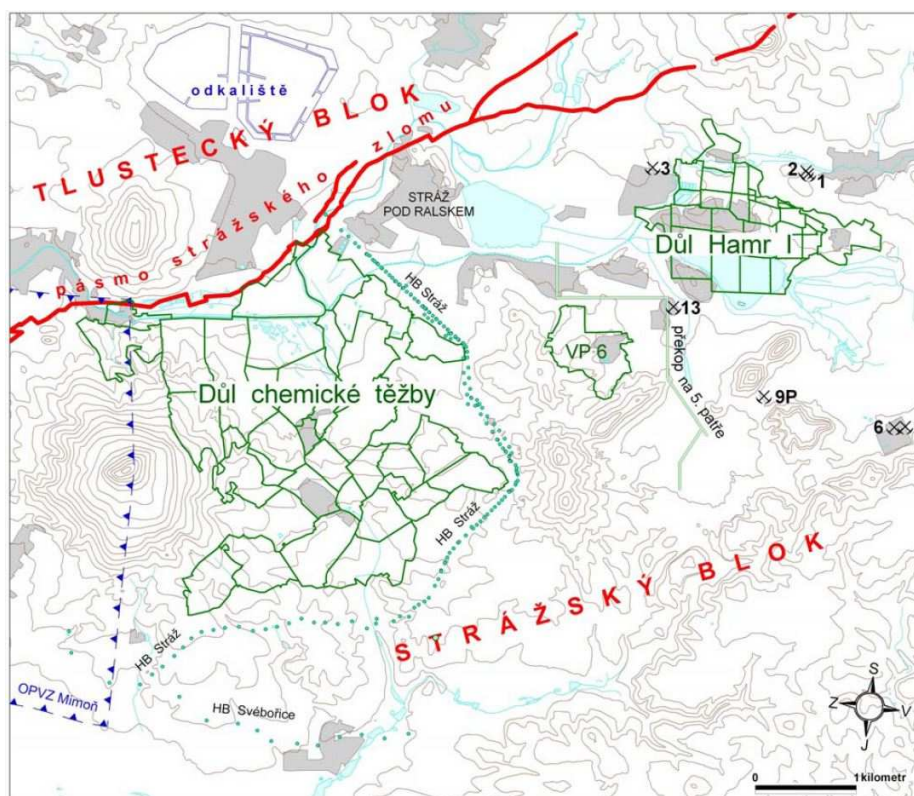 odkaliště
TLUSTECKÝ BLOK
pásmo strážského zlomu
STRÁŽ
POD RALSKEM
3
2
1
Důl Hamr I
HB Stráž
13
VP 6
překop na 5. patře
Důl chemické těžby
9P
6
HB Stráž
STRÁŽSKÝ BLOK
HB Stráž
OPVZ Mimoň
HB Svébořice
S
Z
V
J
0
1kilometr